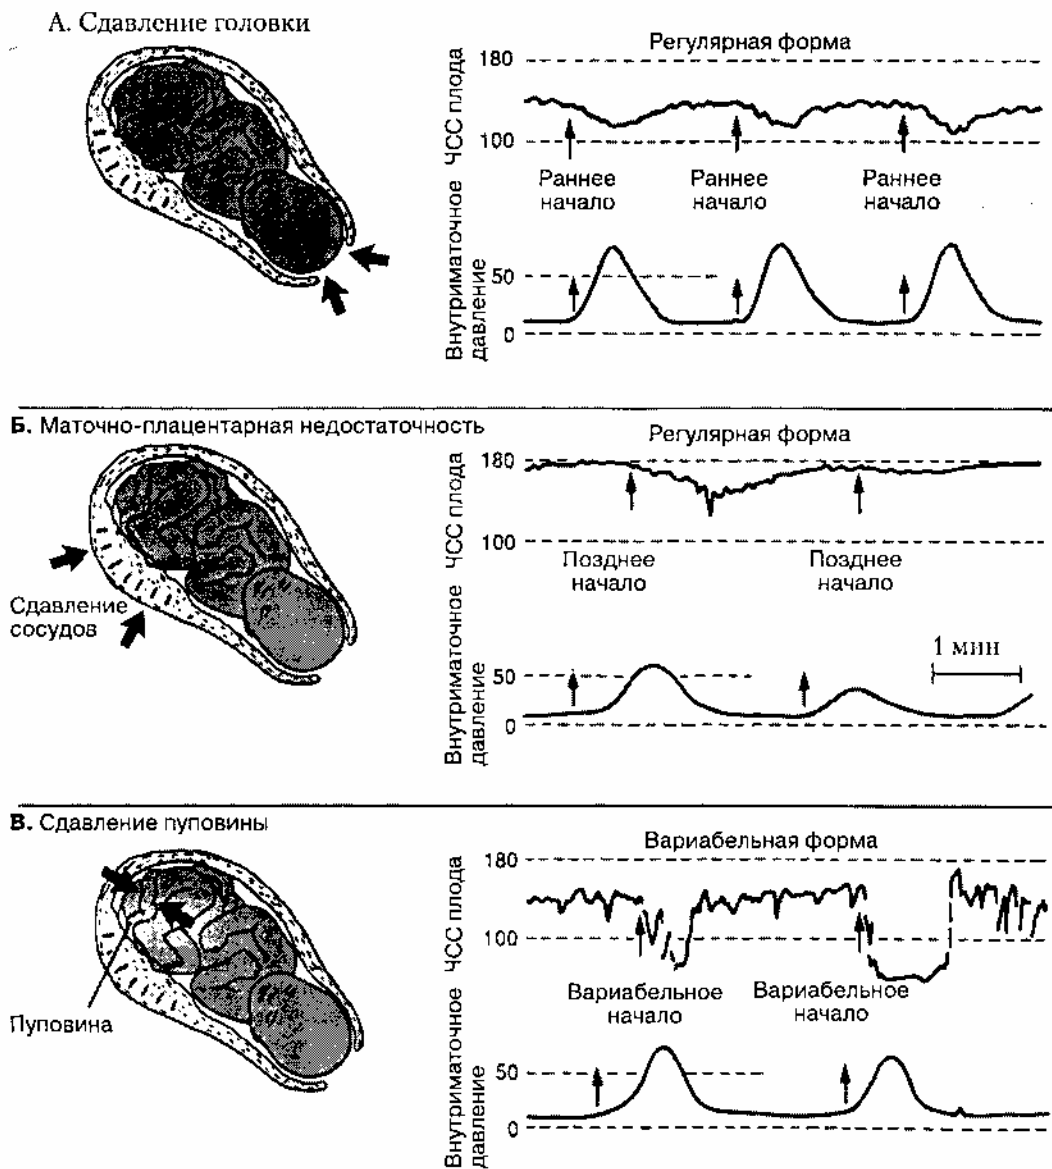 А. Сдавление головки
Регулярная форма
180
100
ЧСС плода
Раннее
начало
Раннее
начало
Раннее
начало
Внутриматочное
давление
50
0
Б. Маточно-плацентарная недостаточность
Регулярная форма
180
100
ЧСС плода
Позднее
начало
Позднее
начало
Сдавление
сосудов
Внутриматочное
давление
50
0
1 мин
В. Сдавление пуповины
Вариабельная форма
180
100
ЧСС плода
Вариабельное
начало
Вариабельное
начало
Пуповина
Внутриматочное
давление
50
0